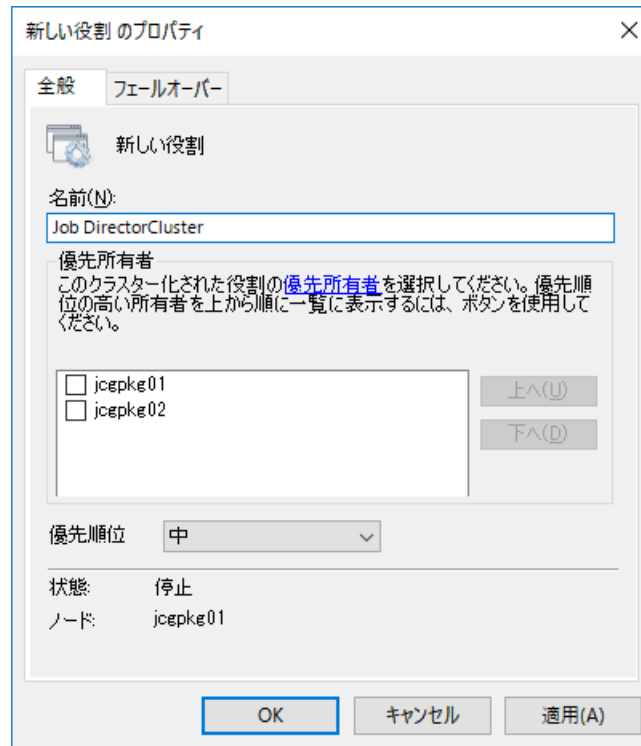 新しい役割 のプロパティ
全般
フェールオーバー
新しい役割
名前(N):
Job DirectorCluster
優先所有者
このクラスター化された役割の優先所有者を選択してください。優先順
位の高い所有者を上から順に一覧に表示するには、ボタンを使用して
ください。
jcgpkg01
jcgpkg02
上へ(U)
下へ(D)
優先順位
中
状態:
停止
ノード:
jcgpkg01
OK
キャンセル
適用(A)